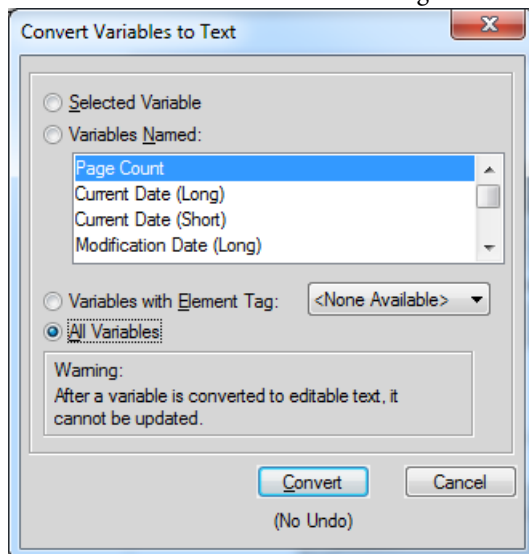 Convert Variables to Text
Selected Variable
Variables Named:
Page Count
Current Date (Long)
Current Date (Short)
Modification Date (Long)
Variables with Element Tag: <None Available>
All Variables
Warning:
After a variable is converted to editable text, it
cannot be updated.
Convert Cancel
(No Undo)